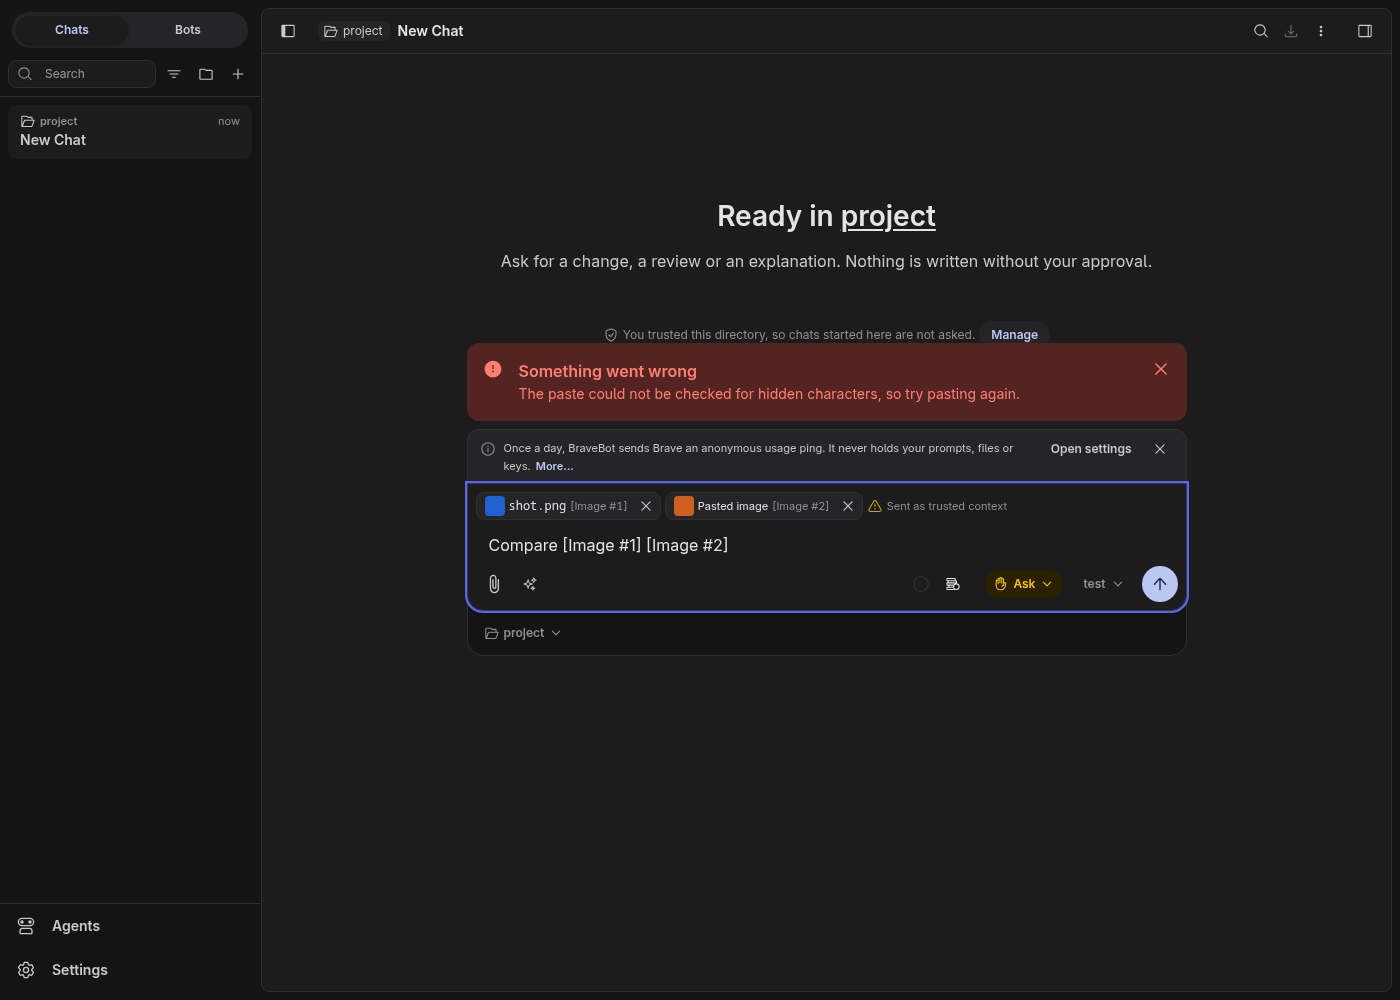 Chats
Bots
Search
project
now
New Chat
Agents
Settings
project
New Chat
Ready in project
Ask for a change, a review or an explanation. Nothing is written without your approval.
You trusted this directory, so chats started here are not asked.
Manage
Something went wrong
The paste could not be checked for hidden characters, so try pasting again.
Once a day, BraveBot sends Brave an anonymous usage ping. It never holds your prompts, files or
keys. More...
Open settings
shot.png [Image #1]
Pasted image [Image #2]
Sent as trusted context
Compare [Image #1] [Image #2]
Ask
test
project